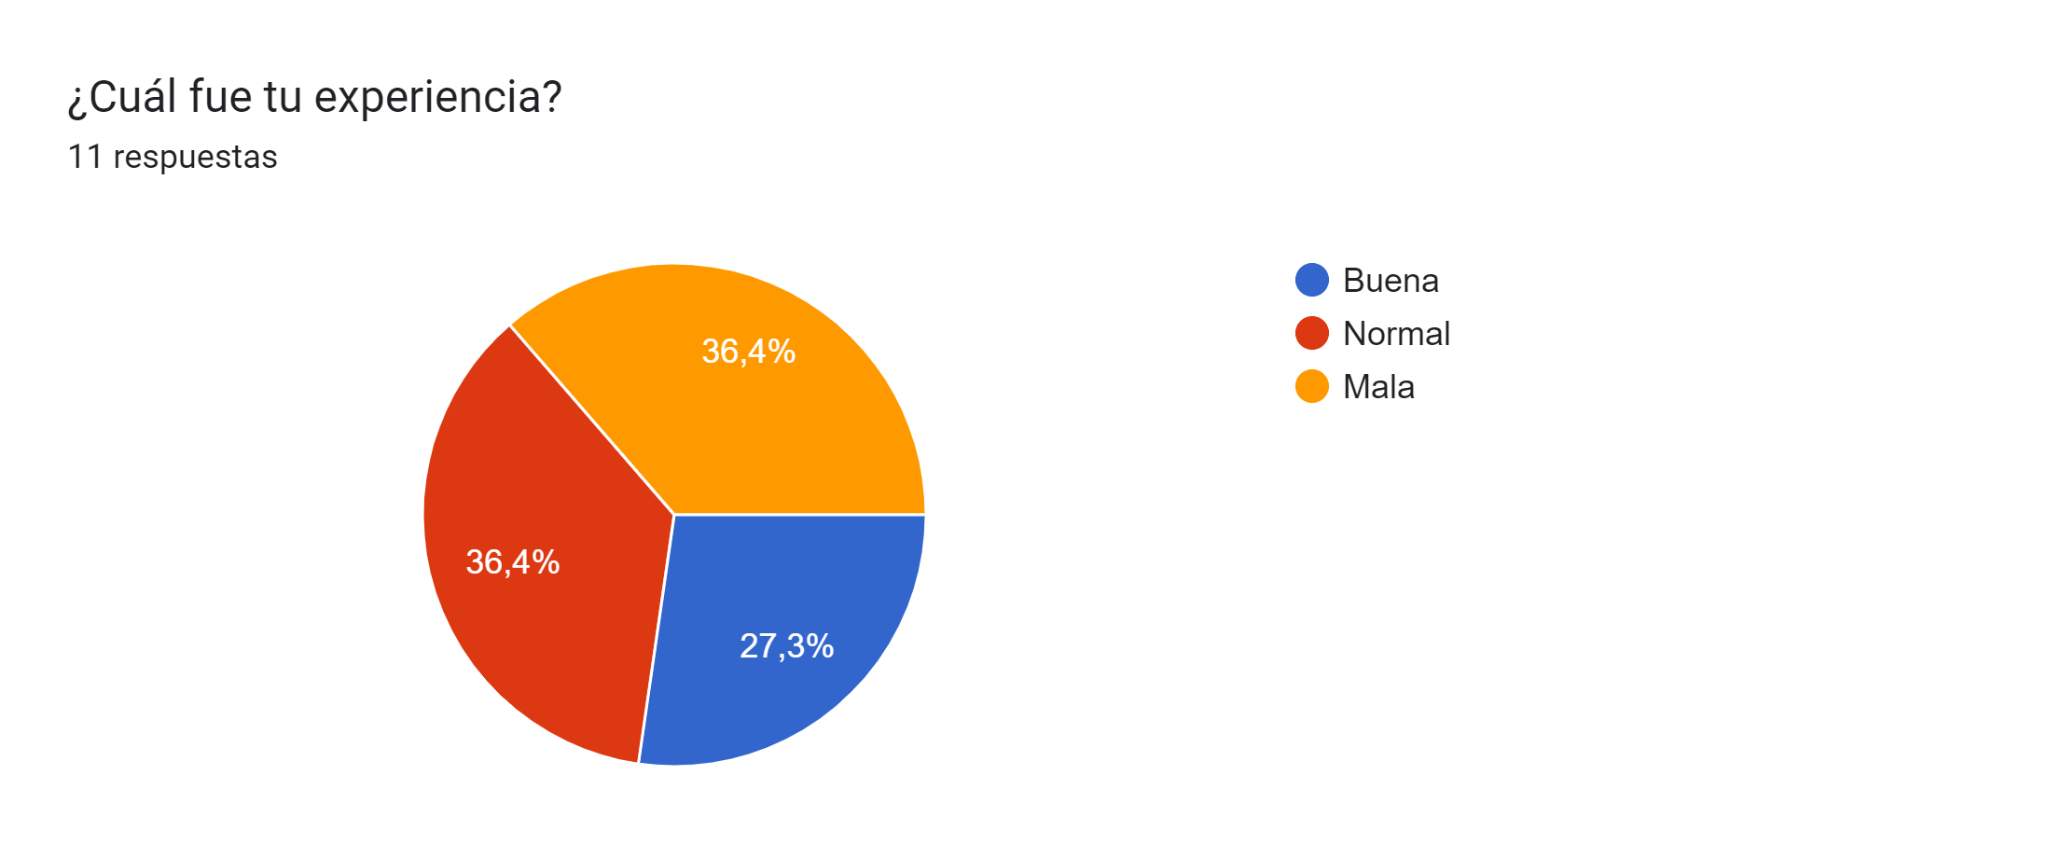 ¿Cuál fue tu experiencia?
11 respuestas
36,4%
36,4%
27,3%
Buena
Normal
Mala